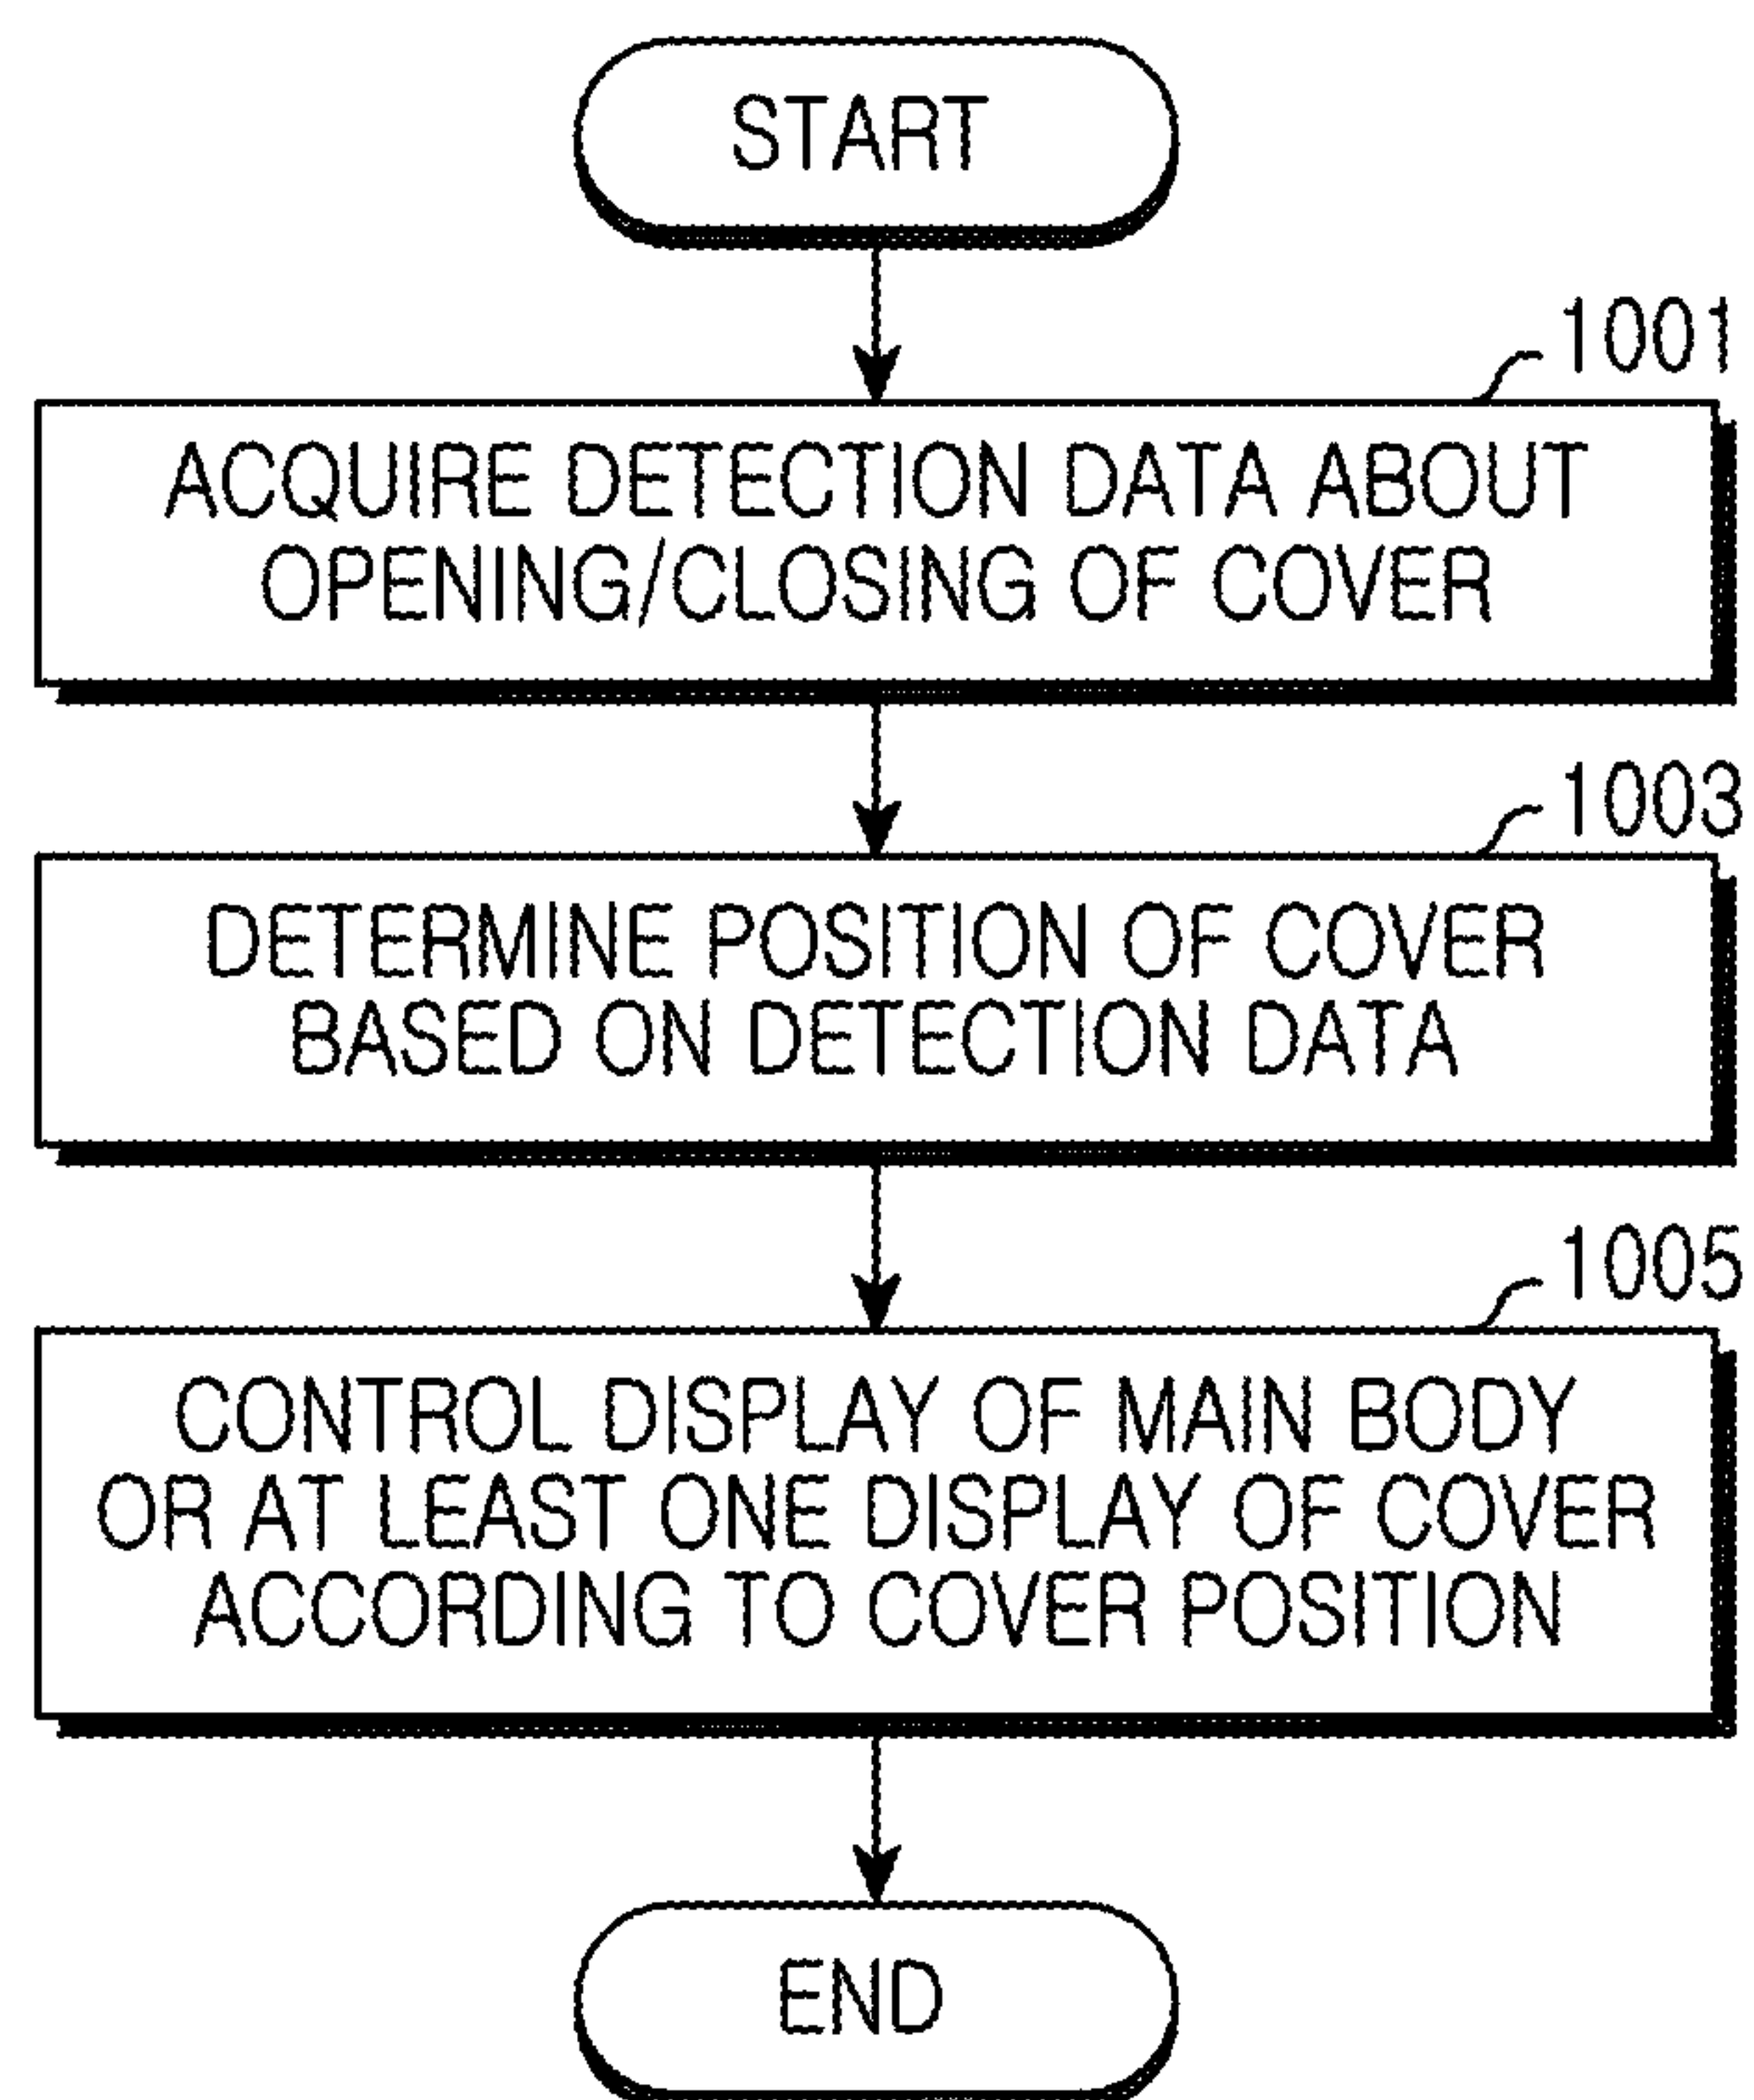 START
1001
ACQUIRE DETECTION DATA ABOUT
OPENING/CLOSING OF COVER
1003
DETERMINE POSITION OF COVER
BASED ON DETECTION DATA
1005
CONTROL DISPLAY OF MAIN BODY
OR AT LEAST ONE DISPLAY OF COVER
ACCORDING TO COVER POSITION
END